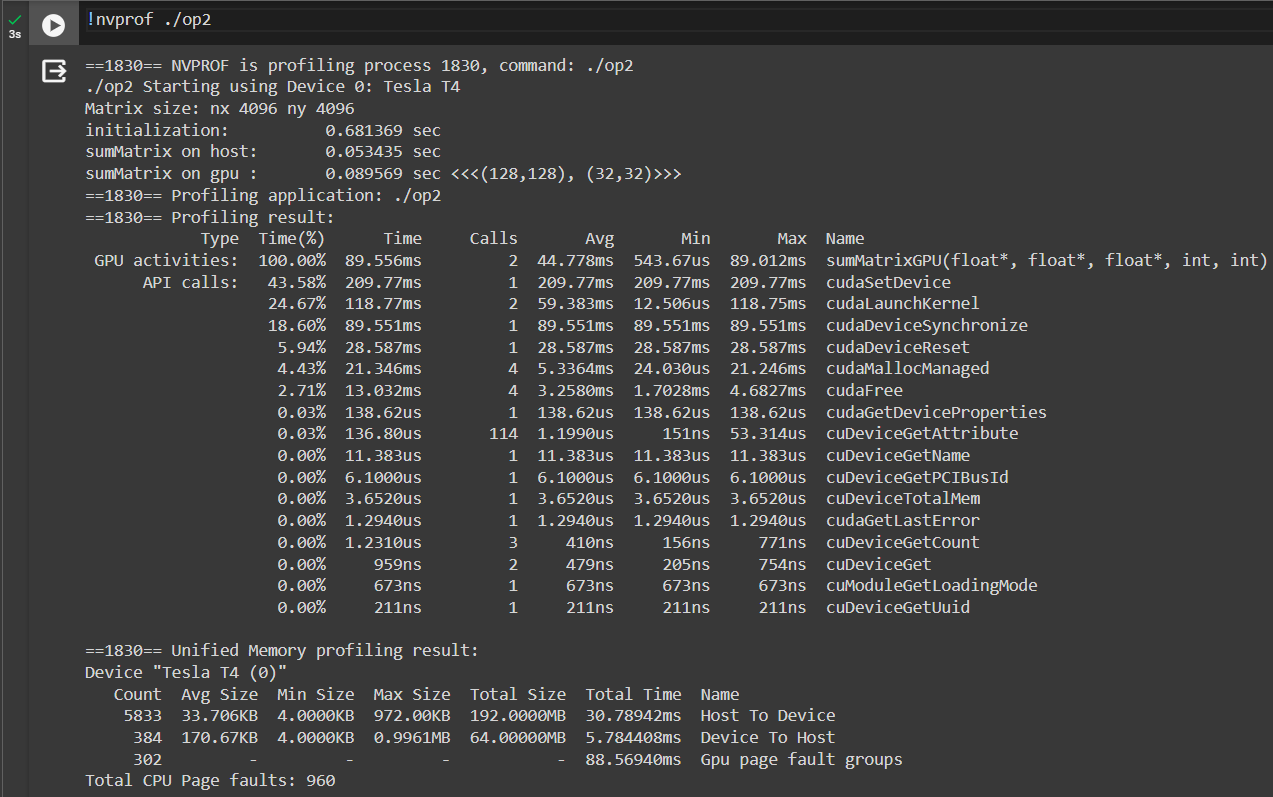 3s
!nvprof ./op2
==1830== NVPROF is profiling process 1830, command: ./op2
./op2 Starting using Device 0: Tesla T4
Matrix size: nx 4096 ny 4096
initialization:          0.681369 sec
sumMatrix on host:       0.053435 sec
sumMatrix on gpu :       0.089569 sec <<<(128,128), (32,32)>>>
==1830== Profiling application: ./op2
==1830== Profiling result:
            Type  Time(%)      Time     Calls       Avg       Min       Max  Name
 GPU activities:  100.00%  89.556ms         2  44.778ms  543.67us  89.012ms  sumMatrixGPU(float*, float*, float*, int, int)
      API calls:   43.58%  209.77ms         1  209.77ms  209.77ms  209.77ms  cudaSetDevice
                   24.67%  118.77ms         2  59.383ms  12.506us  118.75ms  cudaLaunchKernel
                   18.60%  89.551ms         1  89.551ms  89.551ms  89.551ms  cudaDeviceSynchronize
                    5.94%  28.587ms         1  28.587ms  28.587ms  28.587ms  cudaDeviceReset
                    4.43%  21.346ms         4  5.3364ms  24.030us  21.246ms  cudaMallocManaged
                    2.71%  13.032ms         4  3.2580ms  1.7028ms  4.6827ms  cudaFree
                    0.03%  138.62us         1  138.62us  138.62us  138.62us  cudaGetDeviceProperties
                    0.03%  136.80us       114  1.1990us     151ns  53.314us  cuDeviceGetAttribute
                    0.00%  11.383us         1  11.383us  11.383us  11.383us  cuDeviceGetName
                    0.00%  6.1000us         1  6.1000us  6.1000us  6.1000us  cuDeviceGetPCIBusId
                    0.00%  3.6520us         1  3.6520us  3.6520us  3.6520us  cuDeviceTotalMem
                    0.00%  1.2940us         1  1.2940us  1.2940us  1.2940us  cudaGetLastError
                    0.00%  1.2310us         3     410ns     156ns     771ns  cuDeviceGetCount
                    0.00%     959ns         2     479ns     205ns     754ns  cuDeviceGet
                    0.00%     673ns         1     673ns     673ns     673ns  cuModuleGetLoadingMode
                    0.00%     211ns         1     211ns     211ns     211ns  cuDeviceGetUuid
==1830== Unified Memory profiling result:
Device "Tesla T4 (0)"
   Count  Avg Size  Min Size  Max Size  Total Size  Total Time  Name
    5833  33.706KB  4.0000KB  972.00KB  192.0000MB  30.78942ms  Host To Device
     384  170.67KB  4.0000KB  0.9961MB  64.00000MB  5.784408ms  Device To Host
     302         -         -         -           -  88.56940ms  Gpu page fault groups
Total CPU Page faults: 960